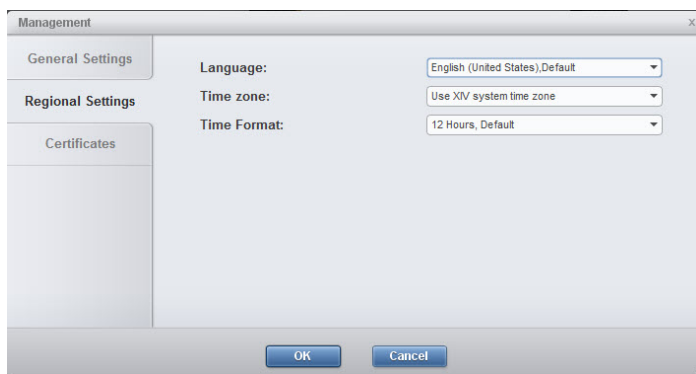 Management
x
General Settings
Regional Settings
Certificates
Language:
English (United States),Default
Time zone:
Use XIV system time zone
Time Format:
12 Hours, Default
OK
Cancel